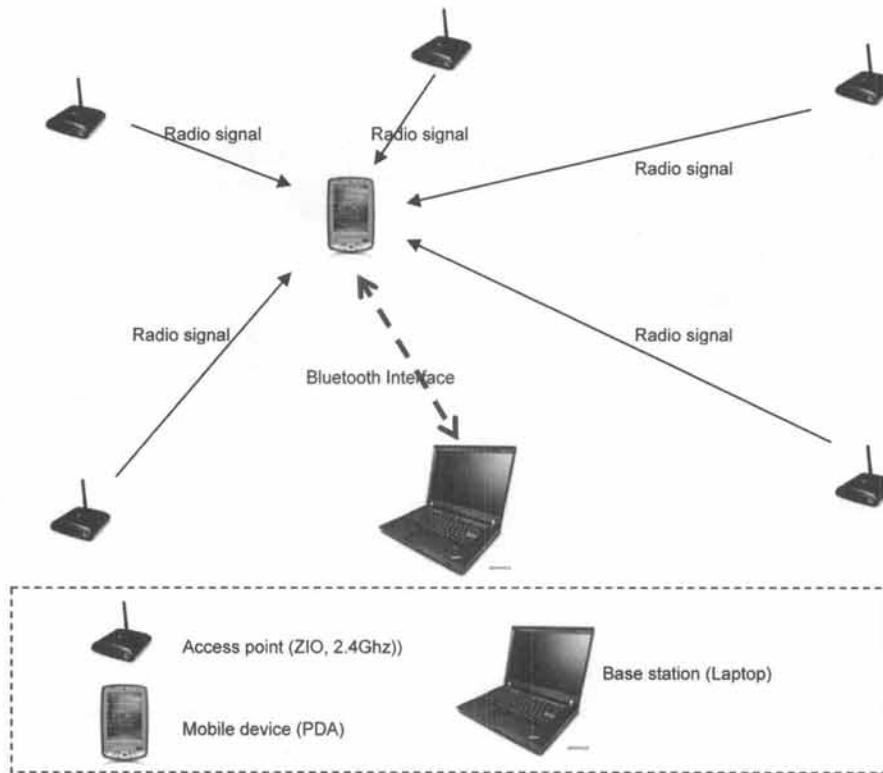 Radio signal
Radio signal
Radio signal
Radio signal
Radio signal
Bluetooth Interface
Access point (ZIO, 2.4Ghz))
Base station (Laptop)
Mobile device (PDA)